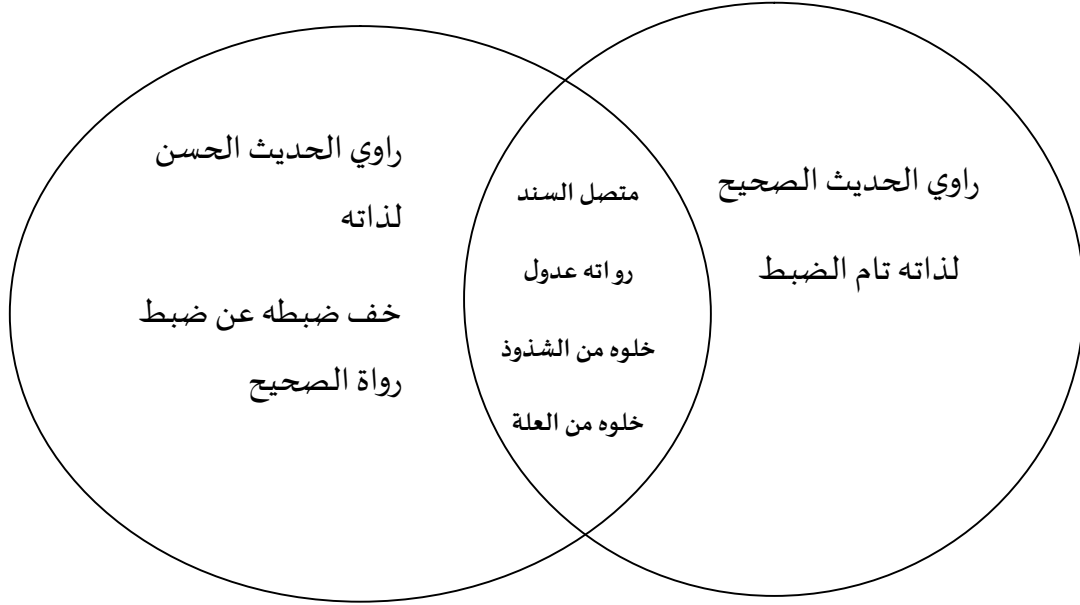 راوي الحديث الصحيح
لذاته تام الضبط
متصل السند
رواته عدول
خلوه من الشذوذ
خلوه من العلة
راوي الحديث الحسن
لذاته
خف ضبطه عن ضبط
رواة الصحيح